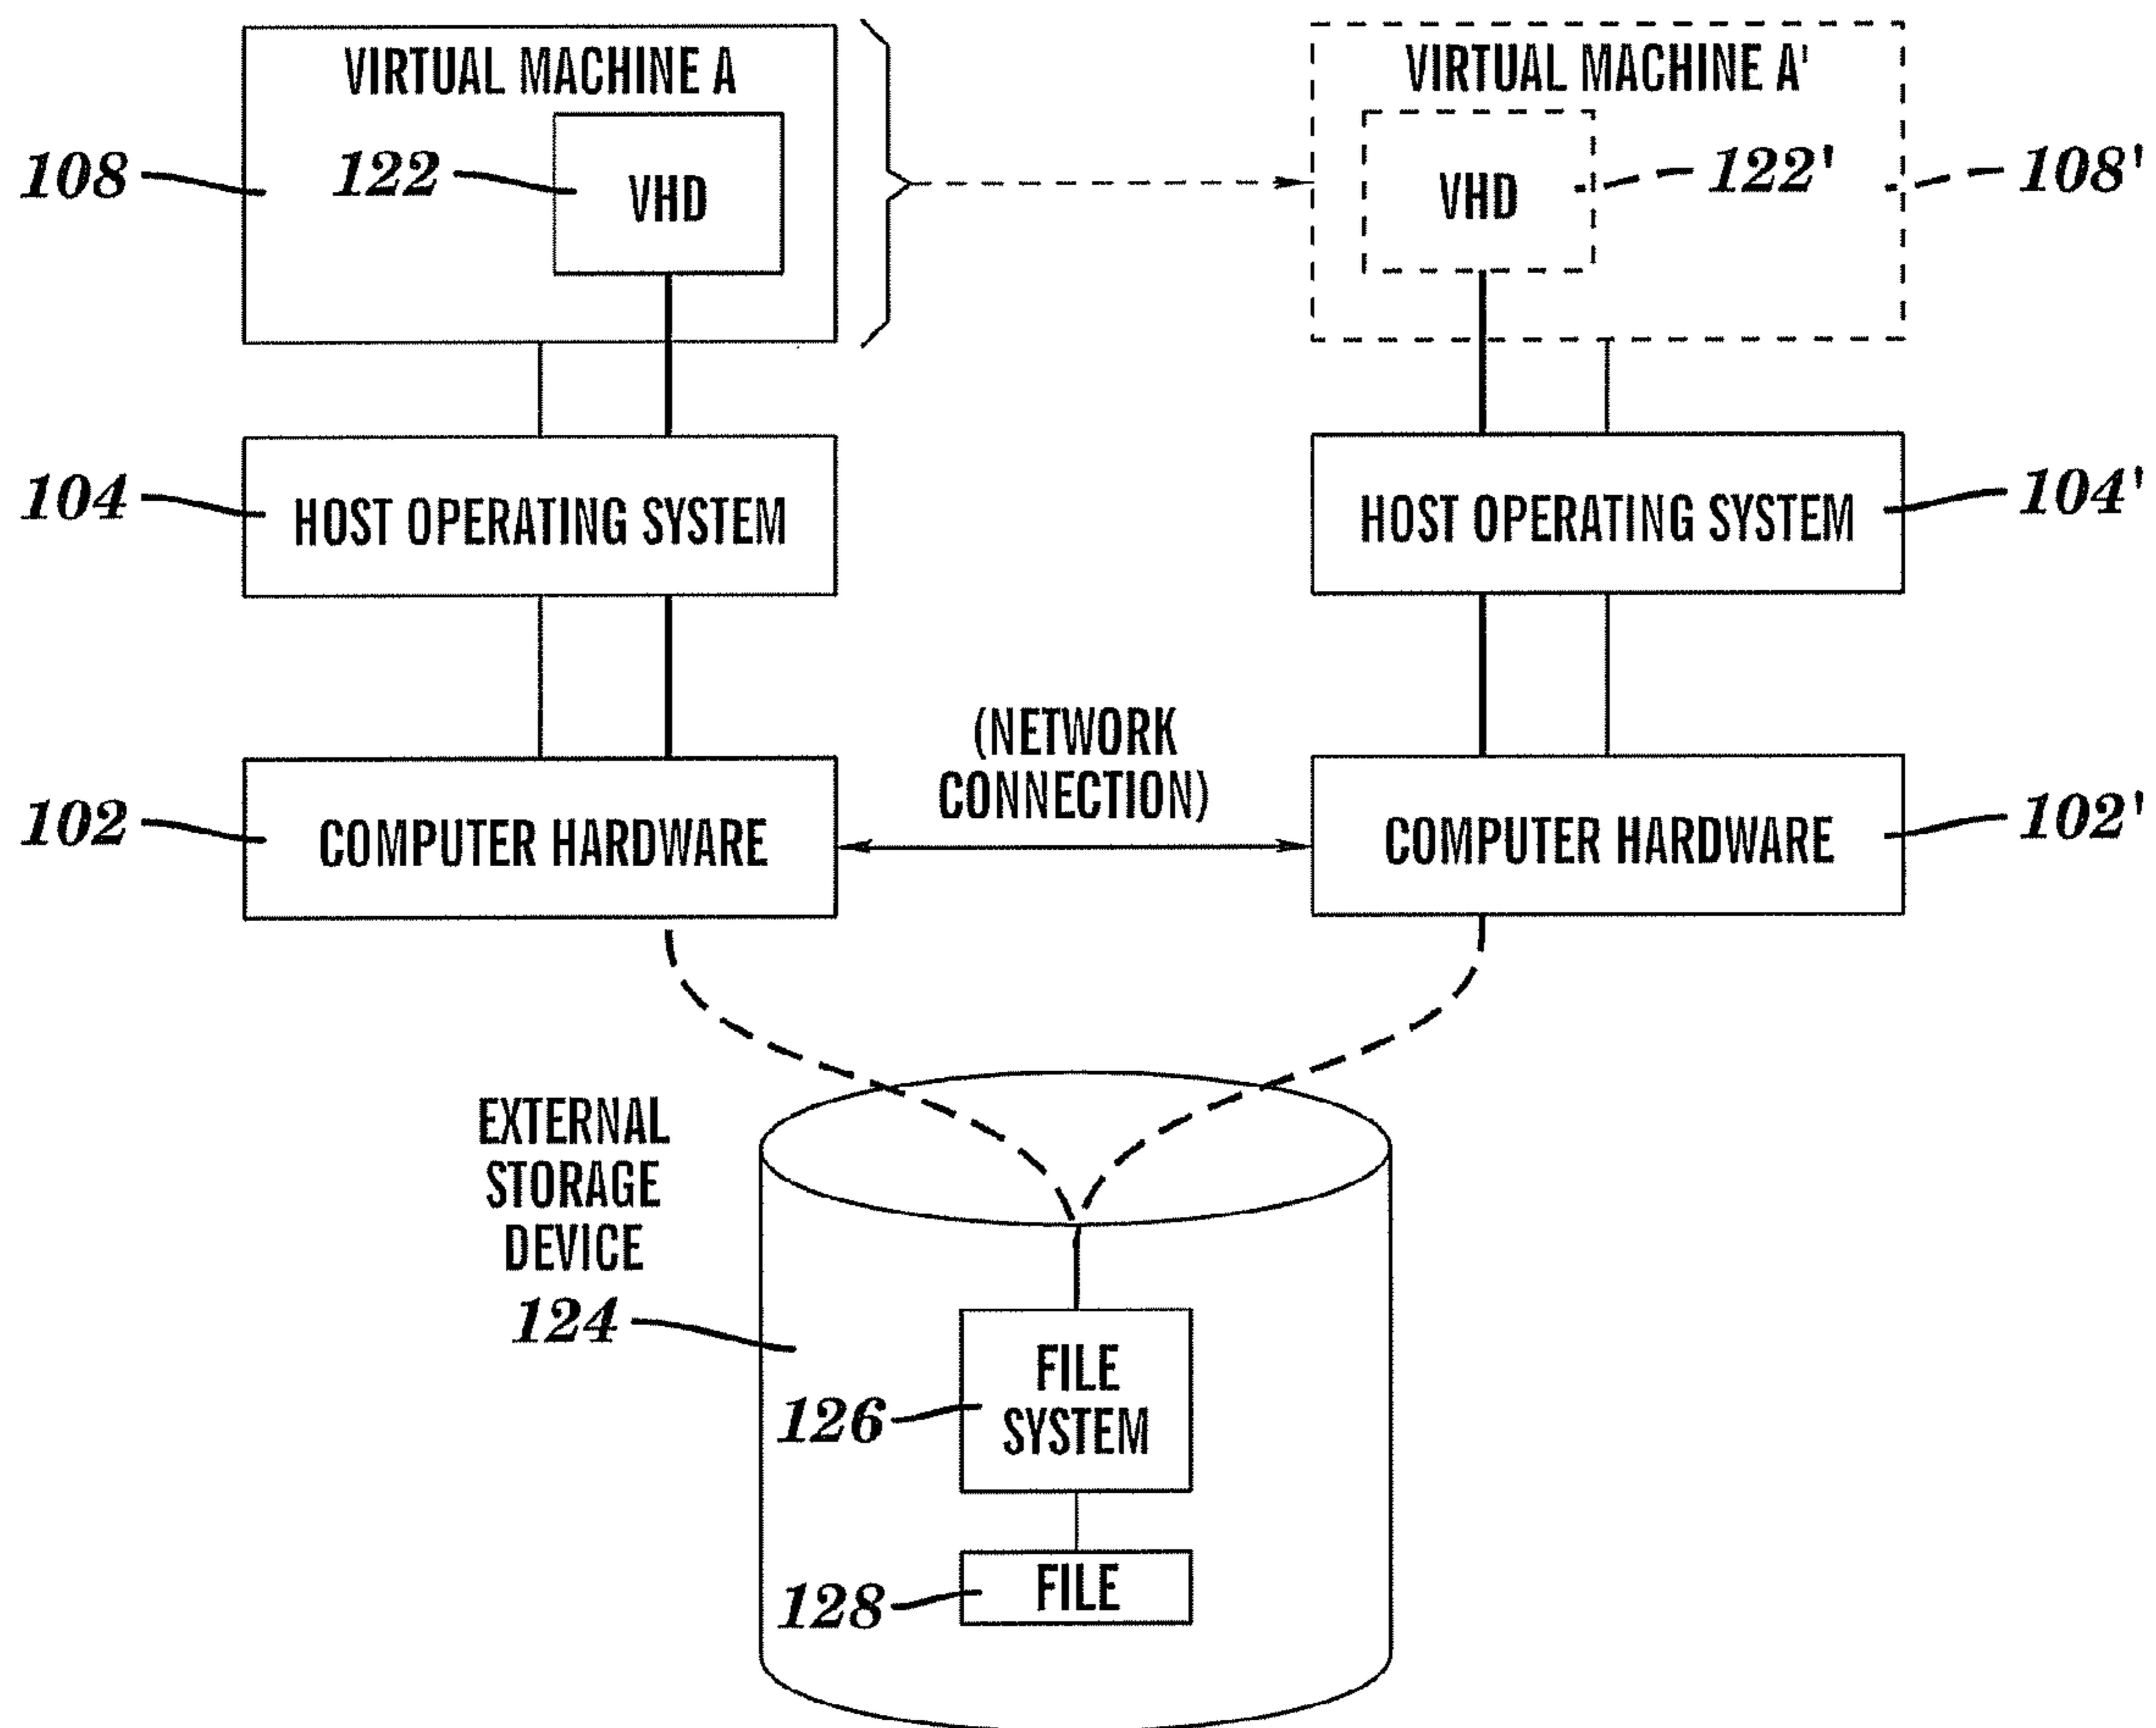 VIRTUAL MACHINE A
108
122
VHD
VIRTUAL MACHINE A'
VHD
122'
108'
104
HOST OPERATING SYSTEM
HOST OPERATING SYSTEM
104'
(NETWORK
CONNECTION)
102
COMPUTER HARDWARE
COMPUTER HARDWARE
102'
EXTERNAL
STORAGE
DEVICE
124
FILE
SYSTEM
126
FILE
128